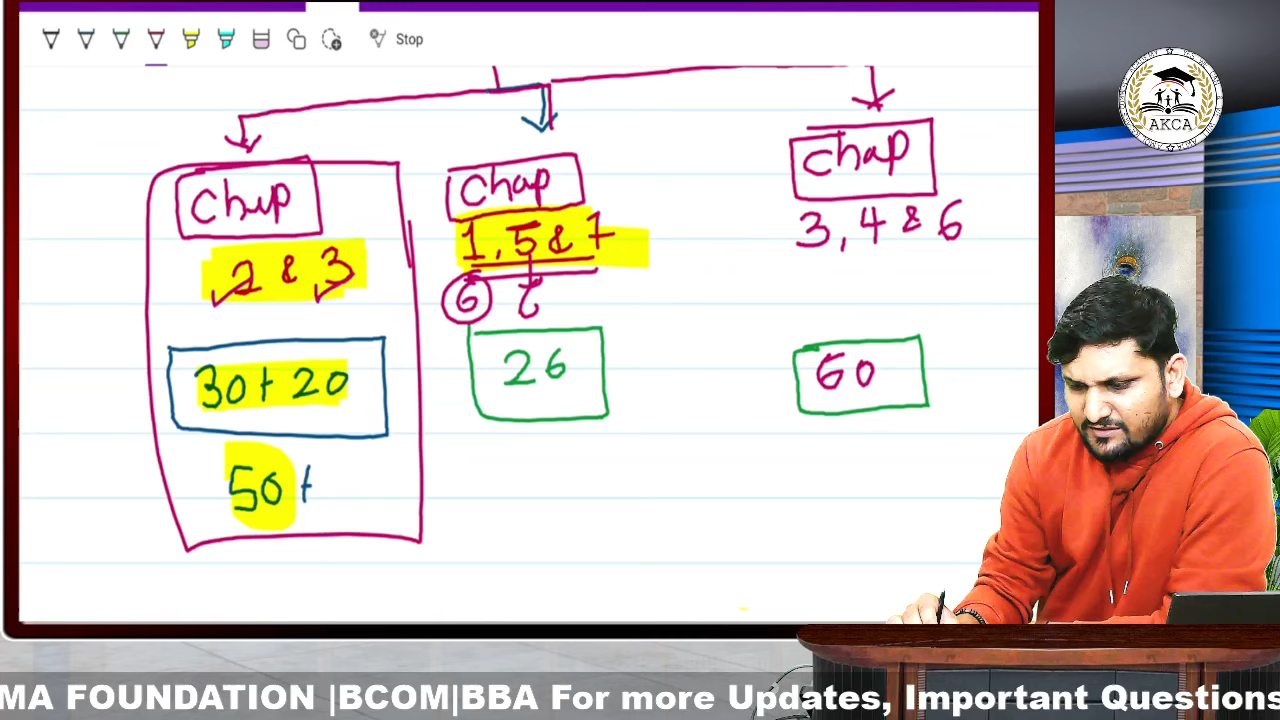 Stop
Chap
2 & 3
30 + 20
50 +
Chap
1, 5 & 7
6
26
Chap
3, 4 & 6
60
AKCA
MA FOUNDATION |BCOM|BBA For more Updates, Important Questions